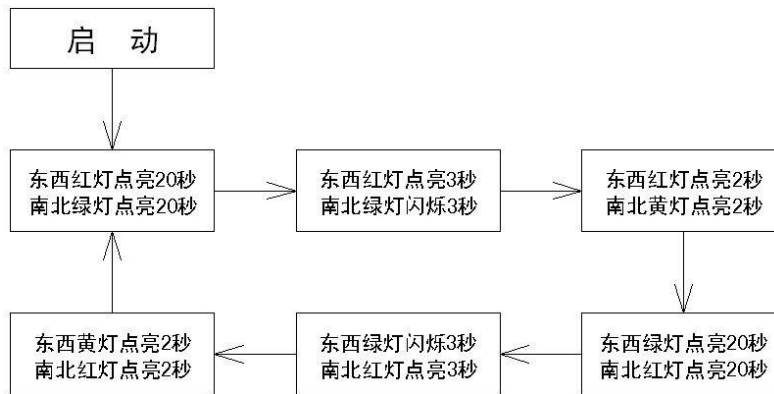 启 动
东西红灯点亮20秒
南北绿灯点亮20秒
东西红灯点亮3秒
南北绿灯闪烁3秒
东西红灯点亮2秒
南北黄灯点亮2秒
东西黄灯点亮2秒
南北红灯点亮2秒
东西绿灯闪烁3秒
南北红灯点亮3秒
东西绿灯点亮20秒
南北红灯点亮20秒